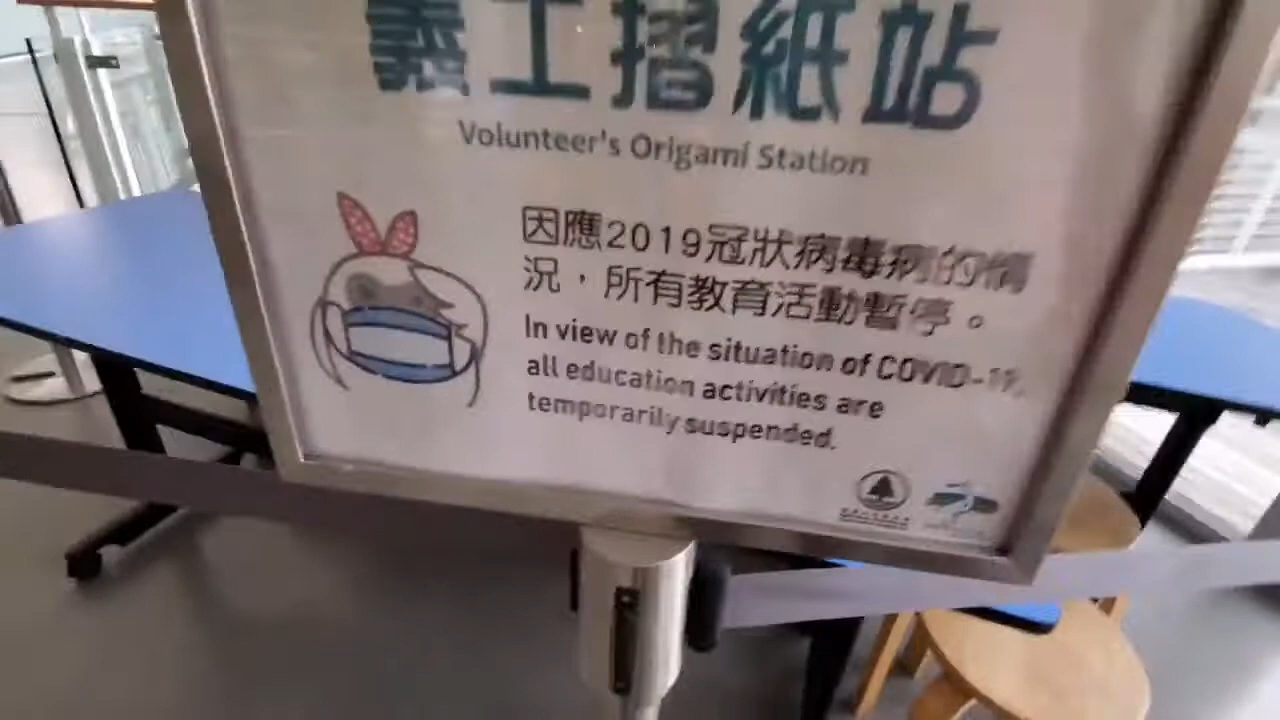 義工摺紙站
Volunteer's Origami Station
因應2019冠狀病毒病的情
況，所有教育活動暫停。
In view of the situation of COVID-19,
all education activities are
temporarily suspended.